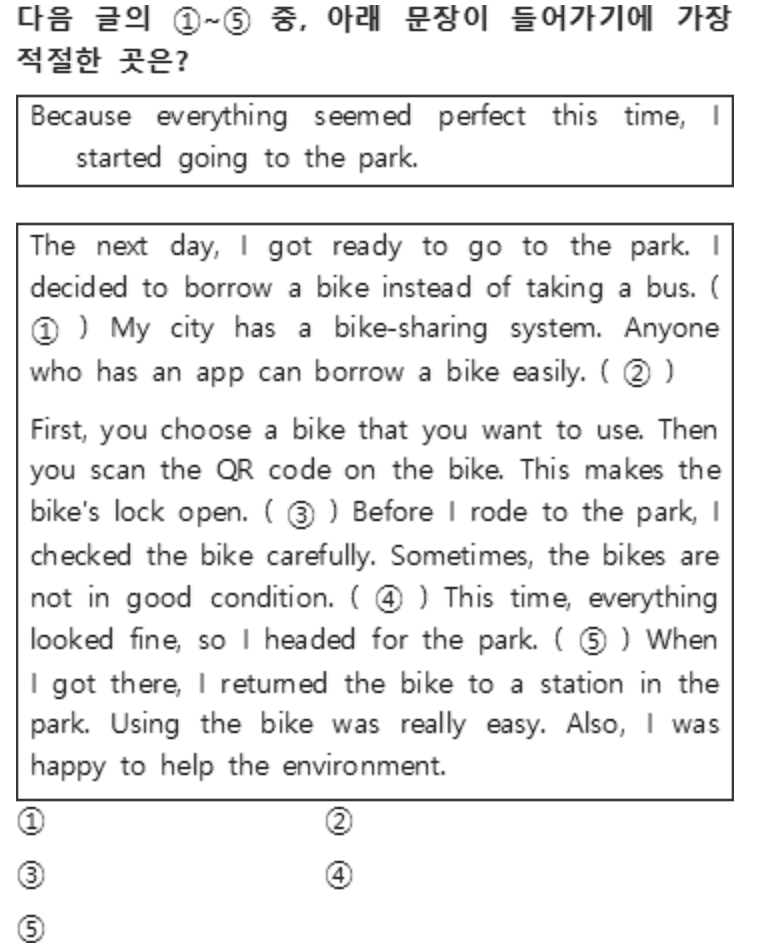 다음 글의 ①~⑤ 중, 아래 문장이 들어가기에 가장
적절한 곳은?
Because everything seemed perfect this time, I
started going to the park.
The next day, I got ready to go to the park. I
decided to borrow a bike instead of taking a bus. (
① ) My city has a bike-sharing system. Anyone
who has an app can borrow a bike easily. ( ② )
First, you choose a bike that you want to use. Then
you scan the QR code on the bike. This makes the
bike's lock open. ( ③ ) Before I rode to the park, I
checked the bike carefully. Sometimes, the bikes are
not in good condition. ( ④ ) This time, everything
looked fine, so I headed for the park. ( ⑤ ) When
I got there, I returned the bike to a station in the
park. Using the bike was really easy. Also, I was
happy to help the environment.
① ②
③ ④
⑤